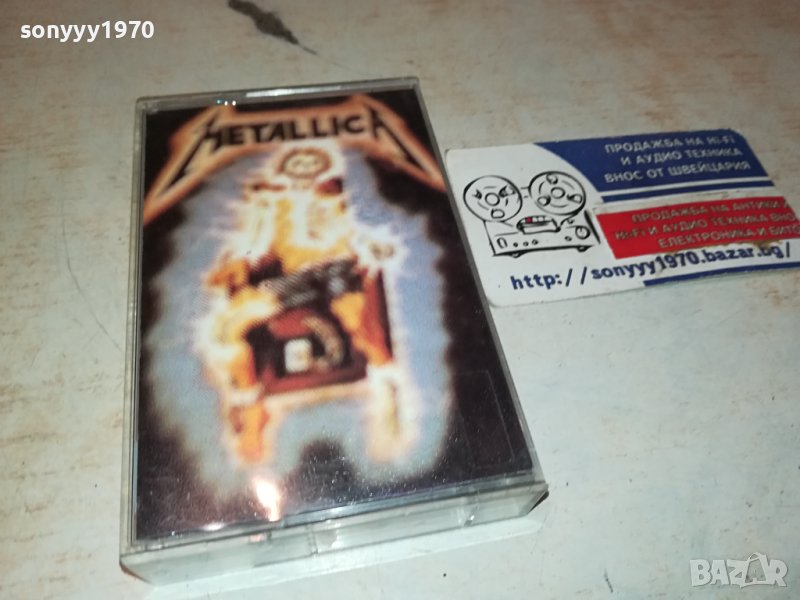 sonyyy1970
METALLICA
ПРОДАЖБА НА Hi-Fi
И АУДИО ТЕХНИКА
ВНОС ОТ ШВЕЙЦАРИЯ
ПРОДАЖБА НА АНТИКИ
Hi-Fi И АУДИО ТЕХНИКА ВНО
ЕЛЕКТРОНИКА И БИТО
http://sonyyy1970.bazar.bg/
sonyyy1970
BAZAR